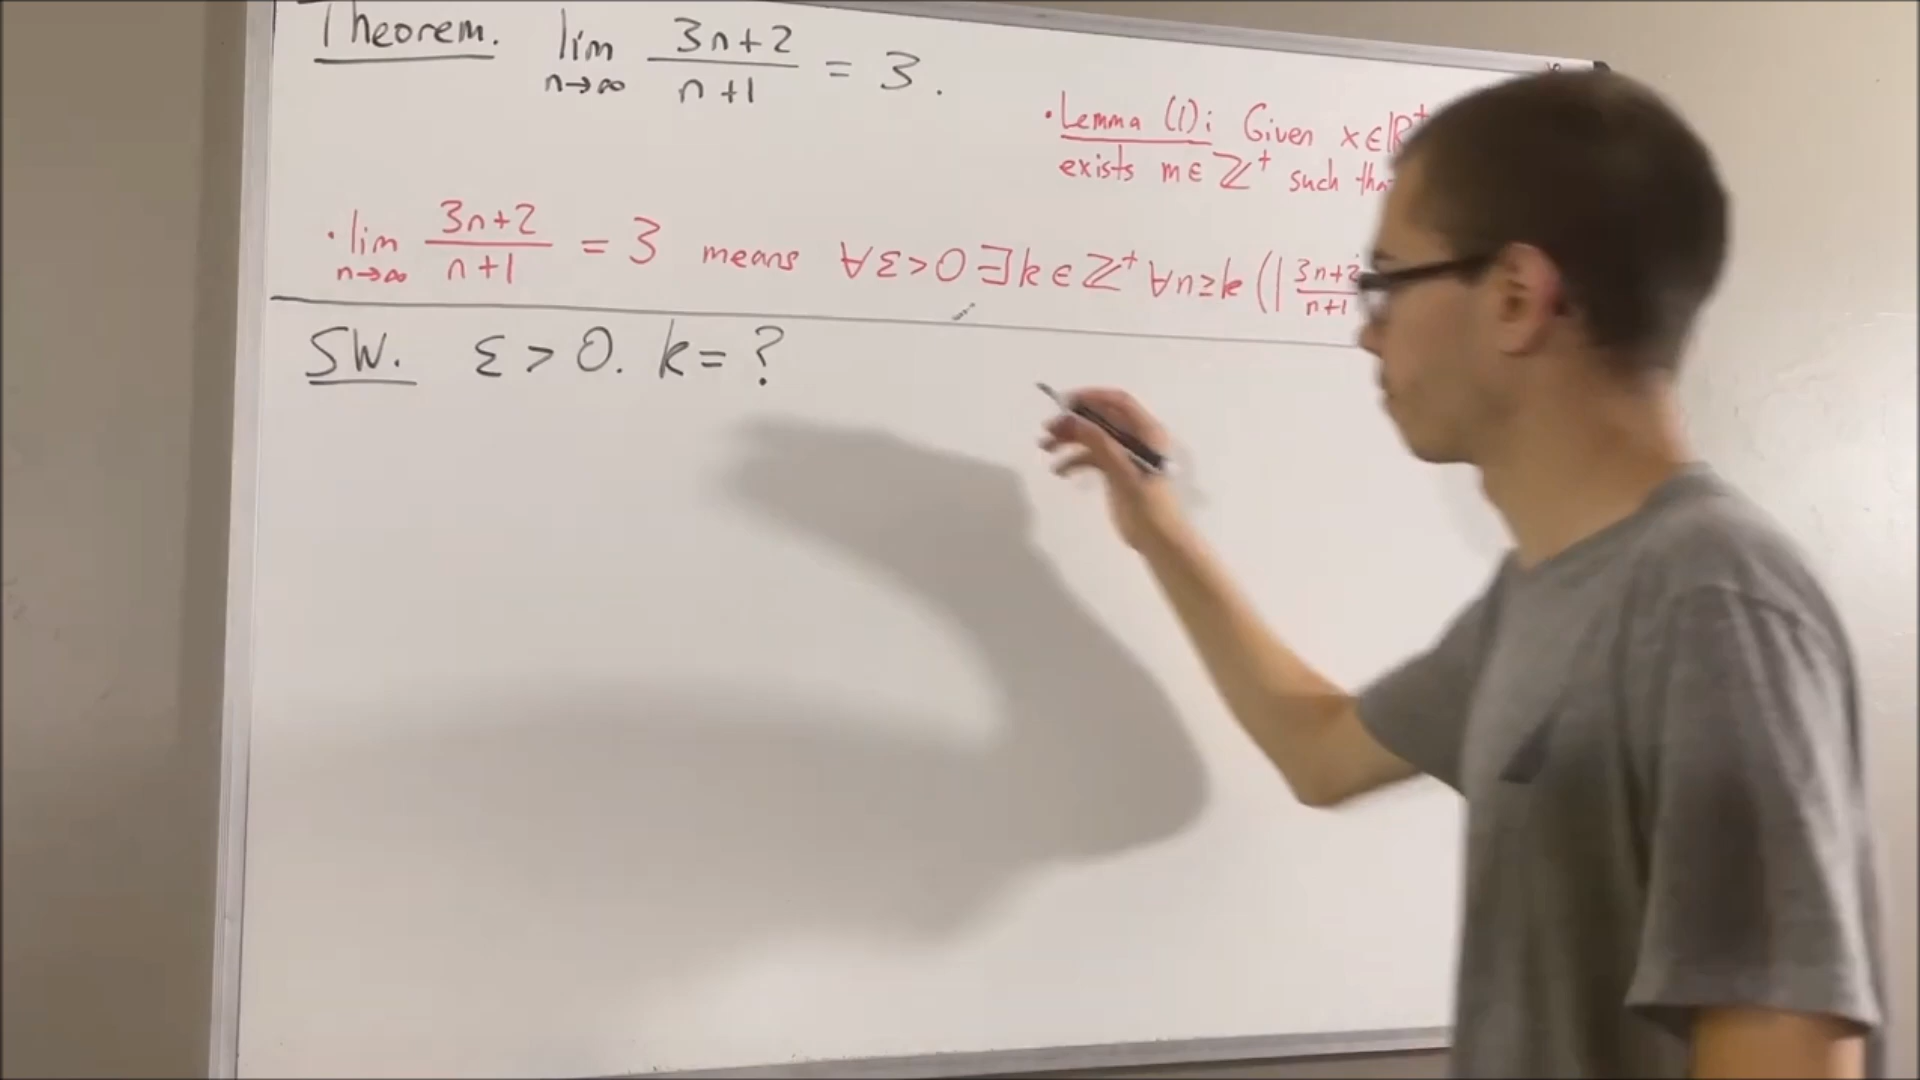 Theorem. lim n→∞ 3n+2 / n+1 = 3.
• Lemma (1): Given x∈ℝ⁺
exists m∈ℤ⁺ such
• lim n→∞ 3n+2 / n+1 = 3 means ∀ε>0 ∃k∈ℤ⁺ ∀n≥k (| 3n+2 / n+1
SW. ε > 0. k = ?